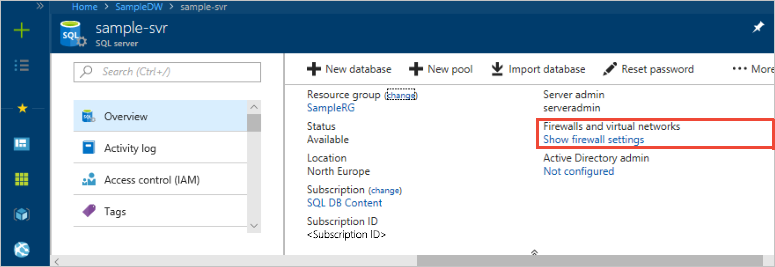 Home > SampleDW > sample-svr
sample-svr
SQL
SQL server
Search (Ctrl+/)
Overview
Activity log
Access control (IAM)
Tags
New database
New pool
Import database
Reset password
••• More
Resource group (change)
SampleRG
Status
Available
Location
North Europe
Subscription (change)
SQL DB Content
Subscription ID
<Subscription ID>
Server admin
serveradmin
Firewalls and virtual networks
Show firewall settings
Active Directory admin
Not configured